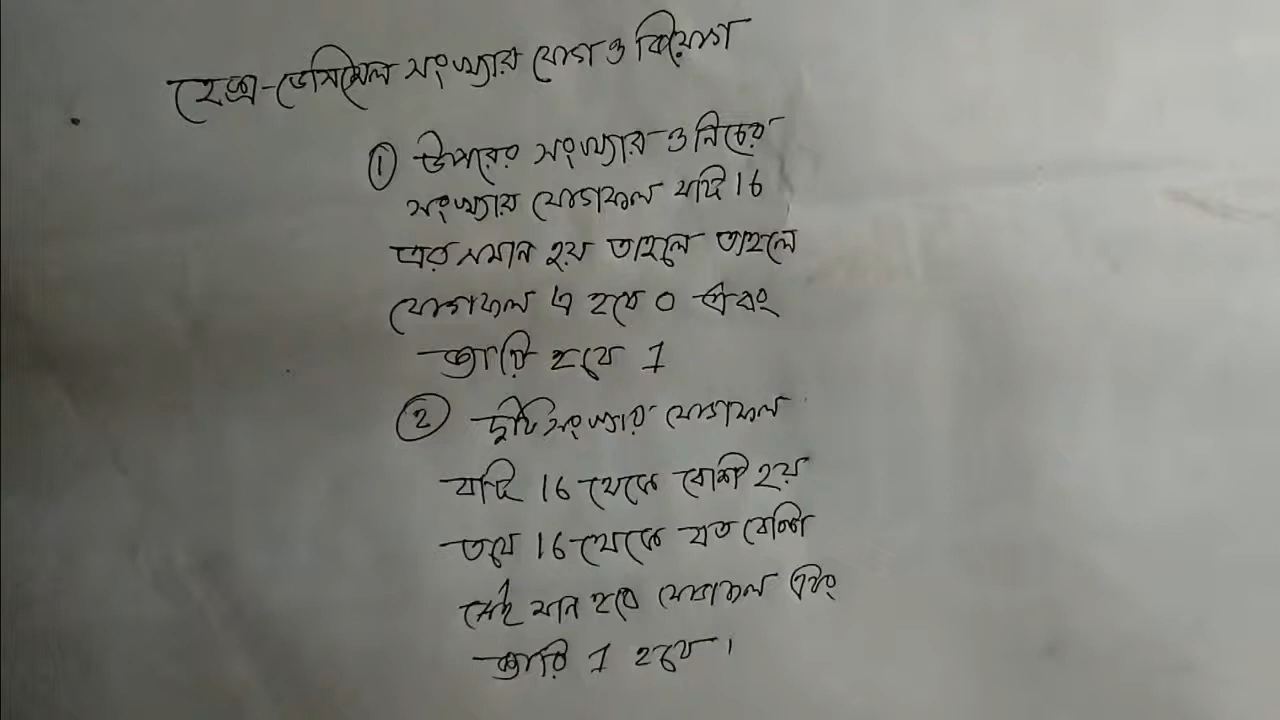 হেক্সা-ডেসিমেল সংখ্যার যোগ ও বিয়োগ
① উপরের সংখ্যার ও নিচের
সংখ্যার যোগফল যদি 16
এর সমান হয় তাহলে তাহলে
যোগফল এ হবে 0 এবং
ক্যারি হবে 1
② দুটি সংখ্যার যোগফল
যদি 16 থেকে বেশি হয়
তবে 16 থেকে যত বেশি
সেই মান হবে যোগফল এবং
ক্যারি 1 হবে।